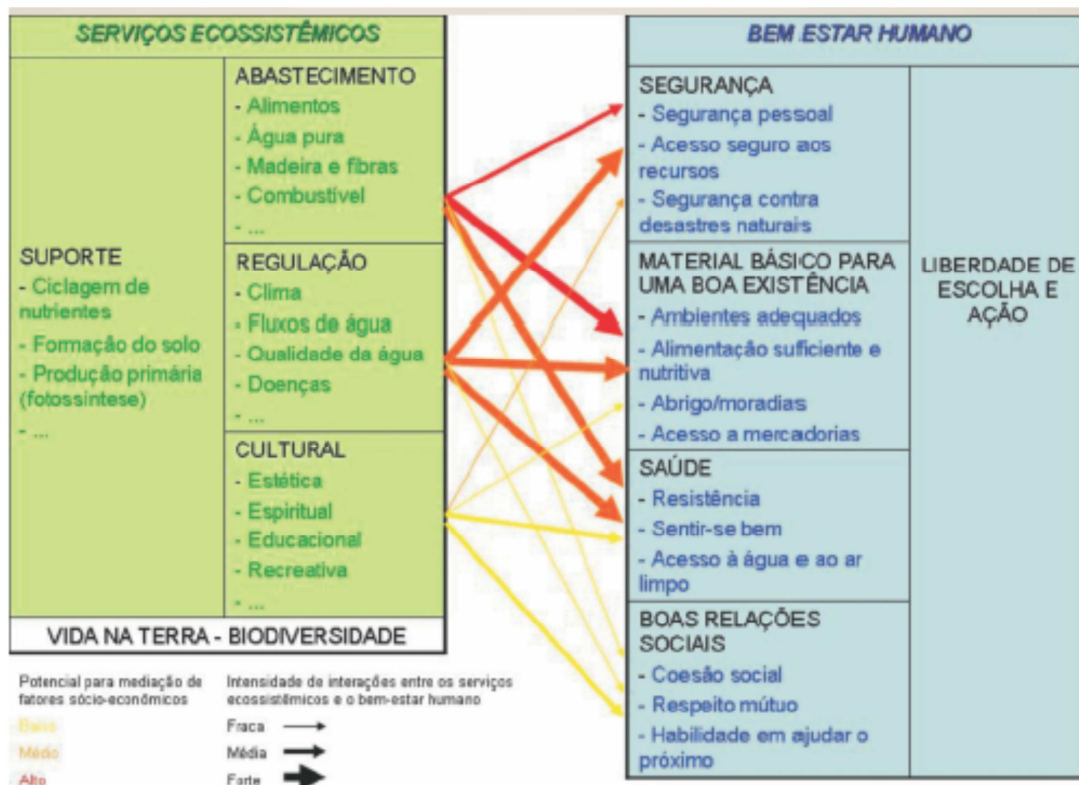 SERVIÇOS ECOSSISTÊMICOS
SUPORTE
- Ciclagem de
nutrientes
- Formação do solo
- Produção primária
(fotossíntese)
- ...
ABASTECIMENTO
- Alimentos
- Água pura
- Madeira e fibras
- Combustível
- ...
REGULAÇÃO
- Clima
- Fluxos de água
- Qualidade da água
- Doenças
- ...
CULTURAL
- Estética
- Espiritual
- Educacional
- Recreativa
- ...
VIDA NA TERRA - BIODIVERSIDADE
BEM ESTAR HUMANO
SEGURANÇA
- Segurança pessoal
- Acesso seguro aos
recursos
- Segurança contra
desastres naturais
MATERIAL BÁSICO PARA
UMA BOA EXISTÊNCIA
- Ambientes adequados
- Alimentação suficiente e
nutritiva
- Abrigo/moradias
- Acesso a mercadorias
SAÚDE
- Resistência
- Sentir-se bem
- Acesso à água e ao ar
limpo
BOAS RELAÇÕES
SOCIAIS
- Coesão social
- Respeito mútuo
- Habilidade em ajudar o
próximo
LIBERDADE DE
ESCOLHA E
AÇÃO
Potencial para mediação de
fatores sócio-econômicos
Baixo
Médio
Alto
Intensidade de interações entre os serviços
ecossistêmicos e o bem-estar humano
Fraca
Média
Forte